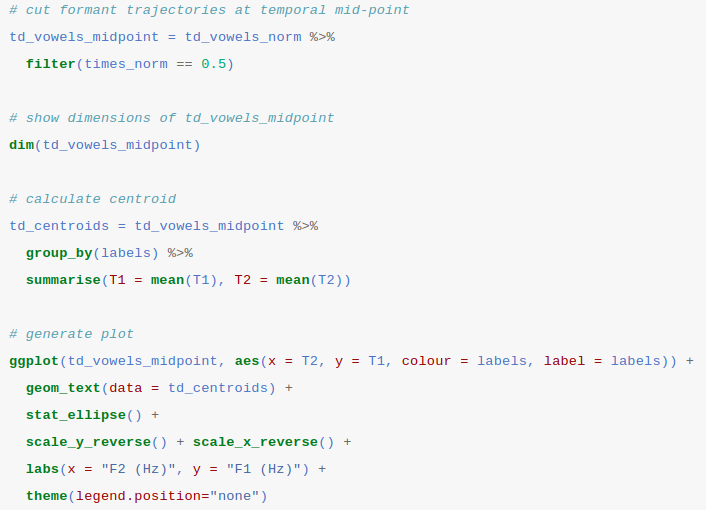 # cut formant trajectories at temporal mid-point
td_vowels_midpoint = td_vowels_norm %>%
  filter(times_norm == 0.5)

# show dimensions of td_vowels_midpoint
dim(td_vowels_midpoint)

# calculate centroid
td_centroids = td_vowels_midpoint %>%
  group_by(labels) %>%
  summarise(T1 = mean(T1), T2 = mean(T2))

# generate plot
ggplot(td_vowels_midpoint, aes(x = T2, y = T1, colour = labels, label = labels)) +
  geom_text(data = td_centroids) +
  stat_ellipse() +
  scale_y_reverse() + scale_x_reverse() +
  labs(x = "F2 (Hz)", y = "F1 (Hz)") +
  theme(legend.position="none")